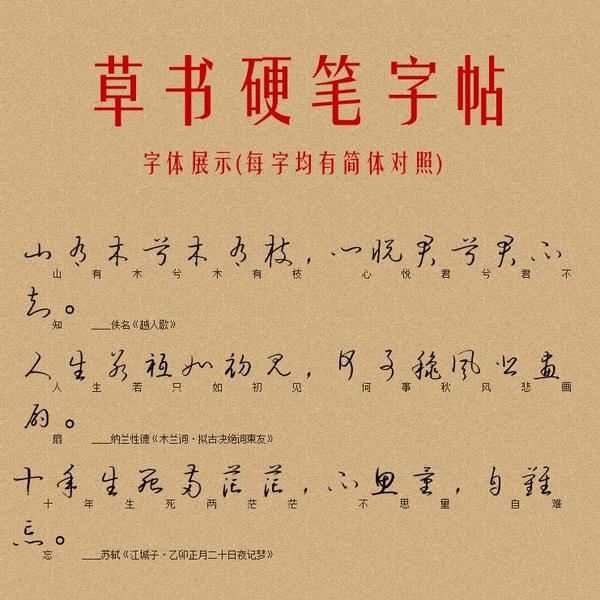 草书硬笔字帖
字体展示(每字均有简体对照)
山有木兮木有枝，心悦君兮君不
山有木兮木有枝 心悦君兮君不
知。
知 ___佚名《越人歌》
人生若只如初见，何事秋风悲画
人生若只如初见 何事秋风悲画
扇。
扇 ___纳兰性德《木兰词·拟古决绝词柬友》
十年生死两茫茫，不思量，自難
十年生死两茫茫 不思量 自难
忘。
忘 ___苏轼《江城子·乙卯正月二十日夜记梦》